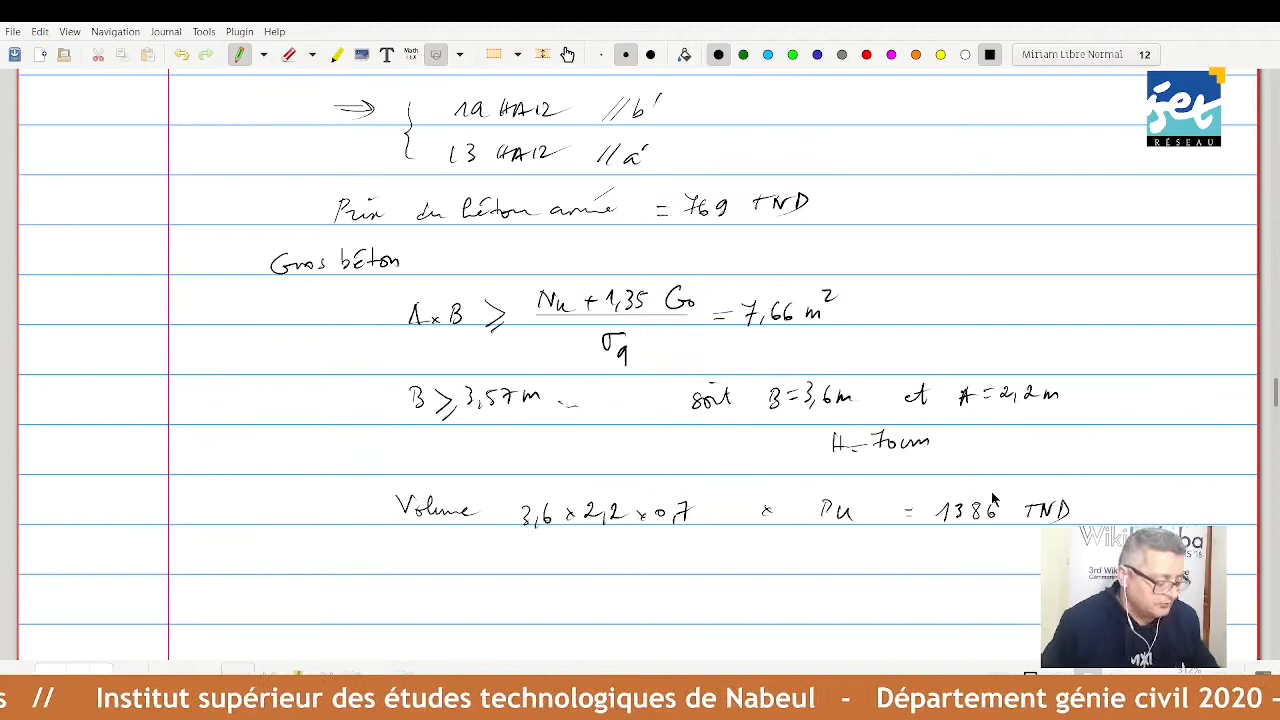 File Edit View Navigation Journal Tools Plugin Help
Miriam Libre Normal 12
iset
RÉSEAU
=> { 19 HA12 // b'
13 HA12 // a'
Prix du béton armé = 769 TND
Gros béton
A x B ≥ (Nu + 1,35 G0) / σq = 7,66 m²
B ≥ 3,57 m soit B = 3,6 m et A = 2,2 m
H = 70 cm
Volume 3,6 x 2,2 x 0,7 x Pu = 1386 TND
3rd Wiki
s // Institut supérieur des études technologiques de Nabeul - Département génie civil 2020 -